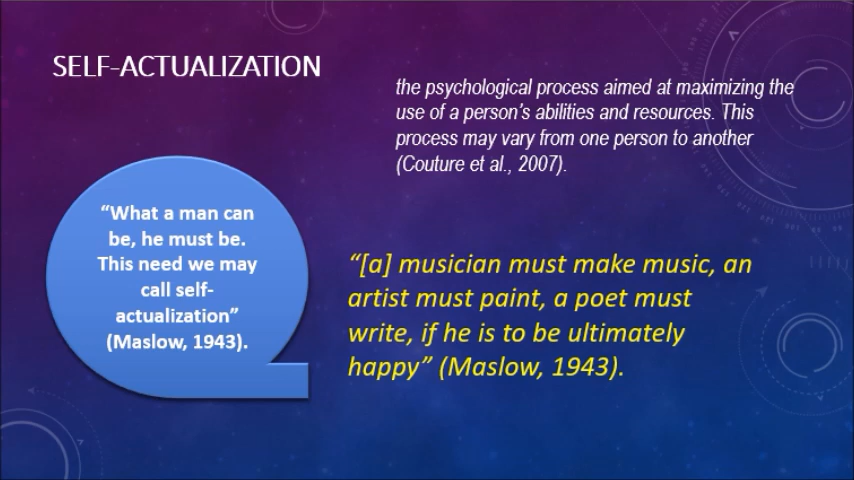 SELF-ACTUALIZATION
the psychological process aimed at maximizing the
use of a person's abilities and resources. This
process may vary from one person to another
(Couture et al., 2007).
“What a man can
be, he must be.
This need we may
call self-
actualization”
(Maslow, 1943).
“[a] musician must make music, an
artist must paint, a poet must
write, if he is to be ultimately
happy” (Maslow, 1943).